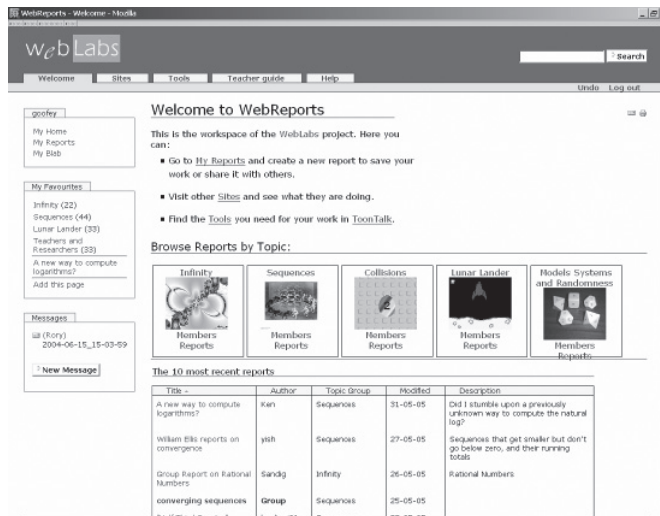 WebReports - Welcome - Mozilla
WebLabs
Search
Welcome Sites Tools Teacher guide Help
Undo Log out
goofey
My Home
My Reports
My Blab
My Favourites
Infinity (22)
Sequences (44)
Lunar Lander (33)
Teachers and
Researchers (33)
A new way to compute
logarithms?
Add this page
Messages
(Rory)
2004-06-15_15-03-59
New Message
Welcome to WebReports
This is the workspace of the WebLabs project. Here you
can:
Go to My Reports and create a new report to save your
work or share it with others.
Visit other Sites and see what they are doing.
Find the Tools you need for your work in ToonTalk.
Browse Reports by Topic:
Infinity
Members
Reports
Sequences
Members
Reports
Collisions
Members
Reports
Lunar Lander
Members
Reports
Models Systems
and Randomness
Members
Reports
The 10 most recent reports
Title Author Topic Group Modified Description
A new way to compute
logarithms?
Ken
Sequences
31-05-05
Did I stumble upon a previously
unknown way to compute the natural
log?
William Ellis reports on
convergence
yish
Sequences
27-05-05
Sequences that get smaller but don't
go below zero, and their running
totals
Group Report on Rational
Numbers
Sandig
Infinity
26-05-05
Rational Numbers
converging sequences
Group
Sequences
25-05-05